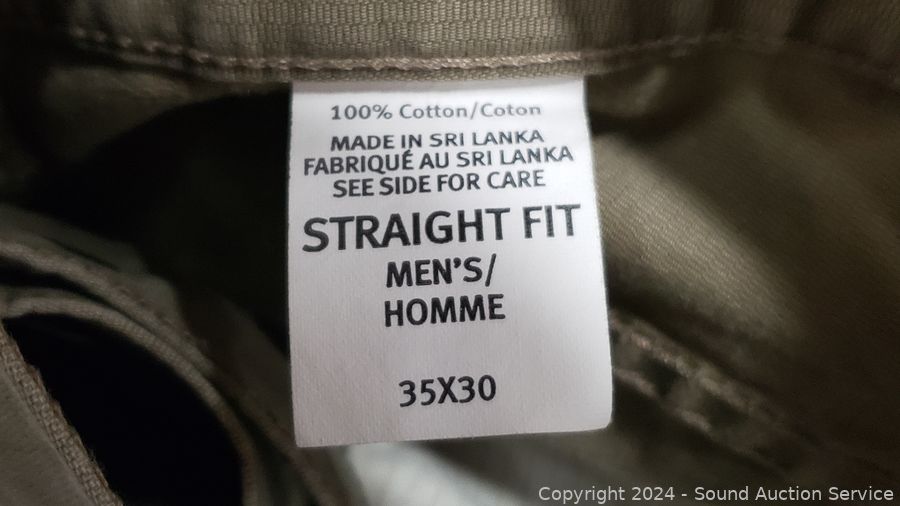 100% Cotton/Coton
MADE IN SRI LANKA
FABRIQUÉ AU SRI LANKA
SEE SIDE FOR CARE
STRAIGHT FIT
MEN'S/
HOMME
35X30
Copyright 2024 - Sound Auction Service